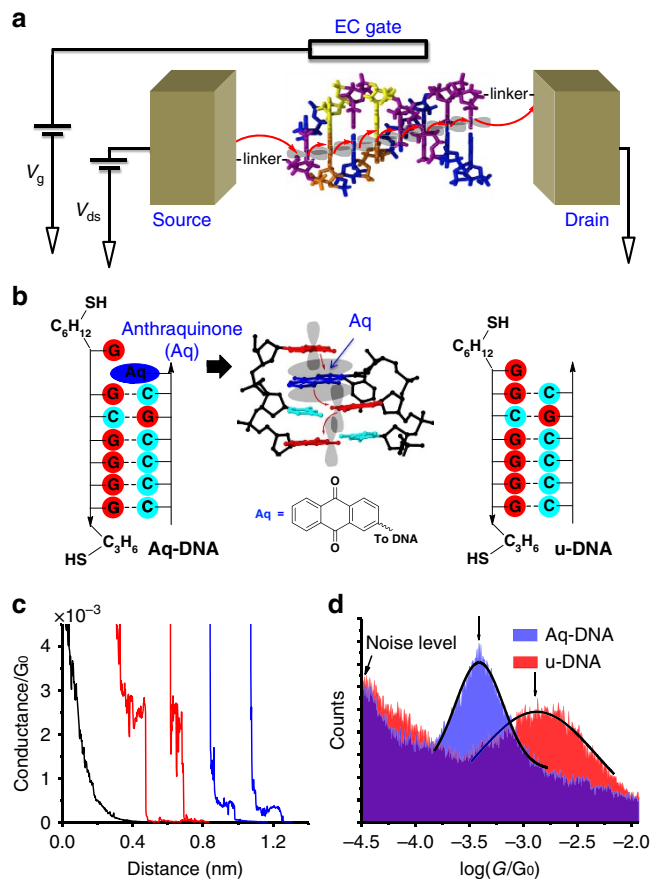 a
EC gate
-linker-
-linker-
Vg
Vds
Source
Drain
b
SH
C6H12
Anthraquinone
(Aq)
G
Aq
G C
C G
G C
G C
G C
G C
C3H6
HS
Aq-DNA
Aq
Aq =
O
O
To DNA
SH
C6H12
G
G C
C G
G C
G C
G C
G C
C3H6
HS
u-DNA
c
×10⁻³
Conductance/G0
4
3
2
1
0
0.0 0.4 0.8 1.2
Distance (nm)
d
Noise level
Aq-DNA
u-DNA
Counts
−4.5 −4.0 −3.5 −3.0 −2.5 −2.0
log(G/G0)